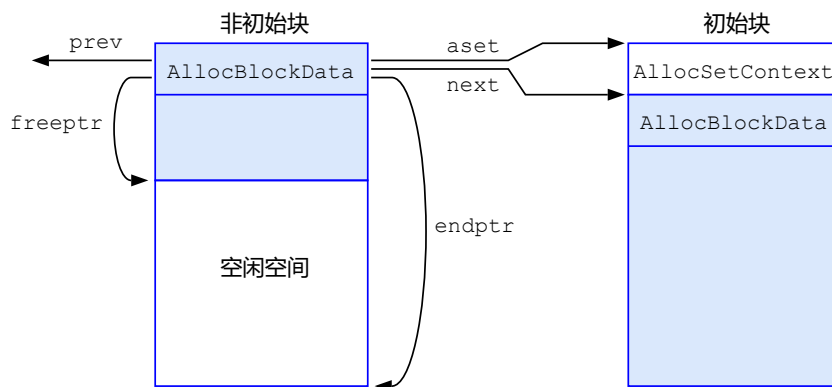 非初始块
初始块
prev
aset
AllocBlockData
AllocSetContext
next
freeptr
AllocBlockData
endptr
空闲空间